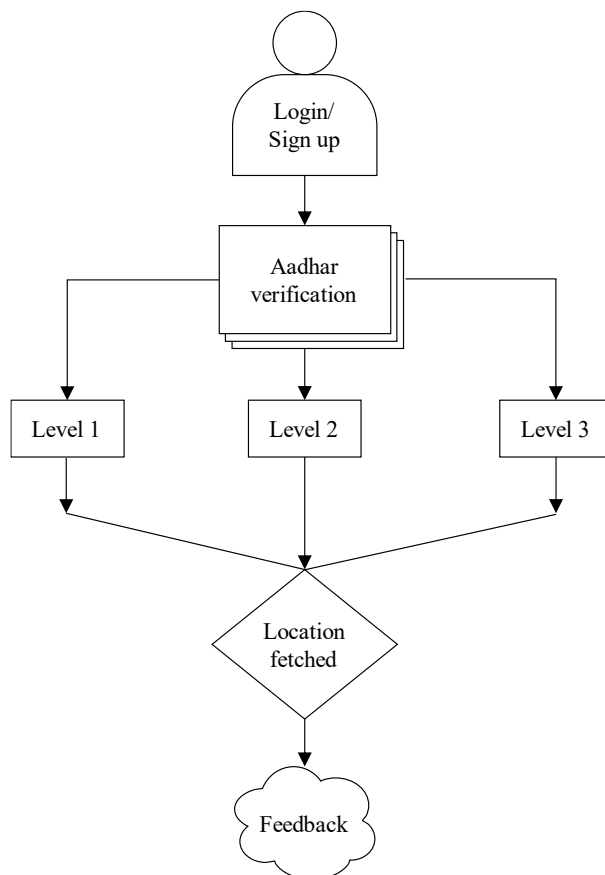 Login/
Sign up
Aadhar
verification
Level 1
Level 2
Level 3
Location
fetched
Feedback